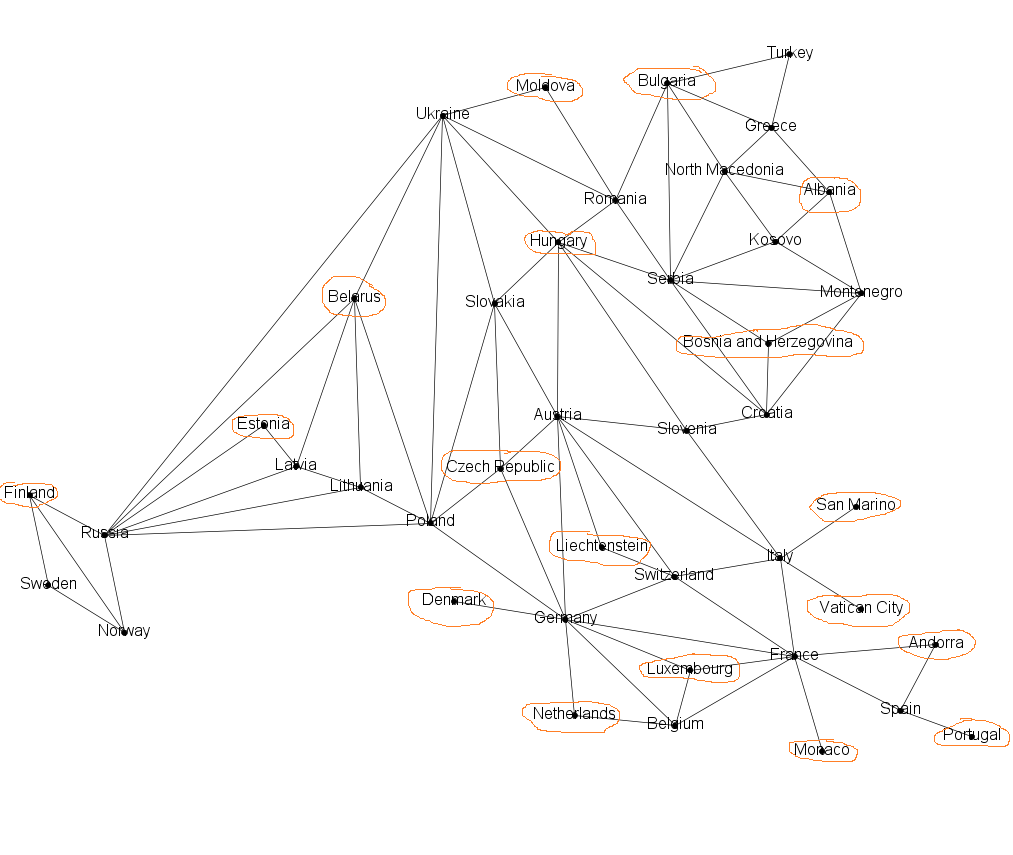 Turkey
Bulgaria
Moldova
Ukraine
Greece
North Macedonia
Albania
Romania
Hungary
Kosovo
Serbia
Montenegro
Belarus
Slovakia
Bosnia and Herzegovina
Austria
Croatia
Estonia
Slovenia
Latvia
Czech Republic
Lithuania
Finland
San Marino
Poland
Russia
Liechtenstein
Italy
Switzerland
Sweden
Denmark
Vatican City
Germany
Norway
Andorra
France
Luxembourg
Spain
Netherlands
Belgium
Portugal
Monaco